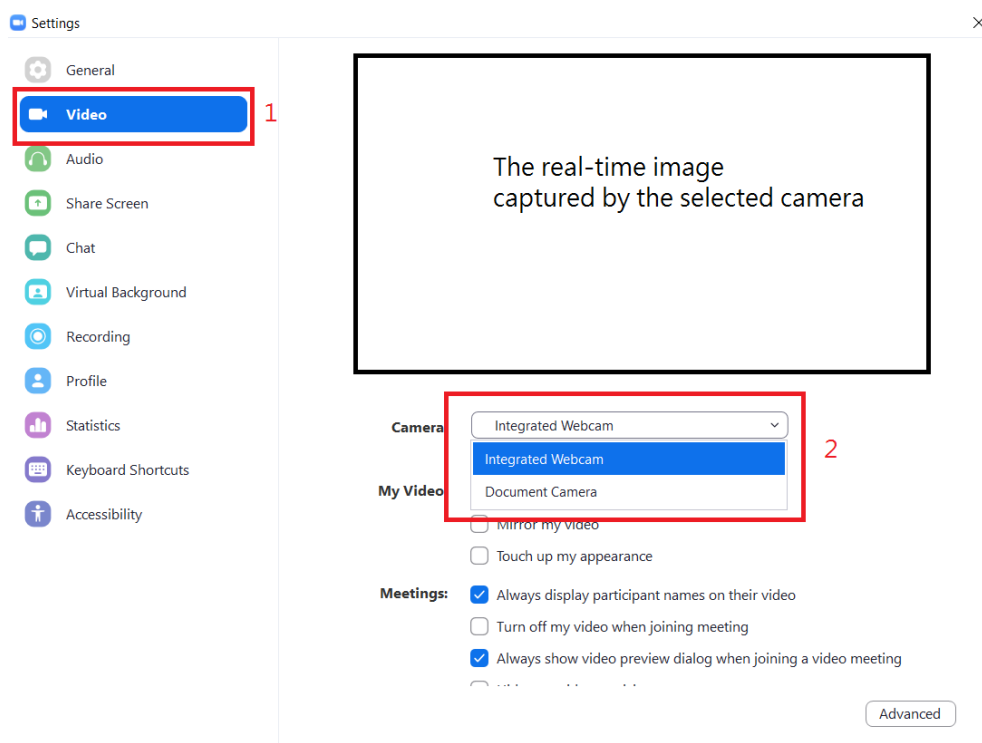 Settings
General
Video
1
Audio
Share Screen
Chat
Virtual Background
Recording
Profile
Statistics
Keyboard Shortcuts
Accessibility
The real-time image
captured by the selected camera
Camera
Integrated Webcam
Integrated Webcam
Document Camera
2
My Video
Mirror my video
Touch up my appearance
Meetings:
Always display participant names on their video
Turn off my video when joining meeting
Always show video preview dialog when joining a video meeting
Advanced